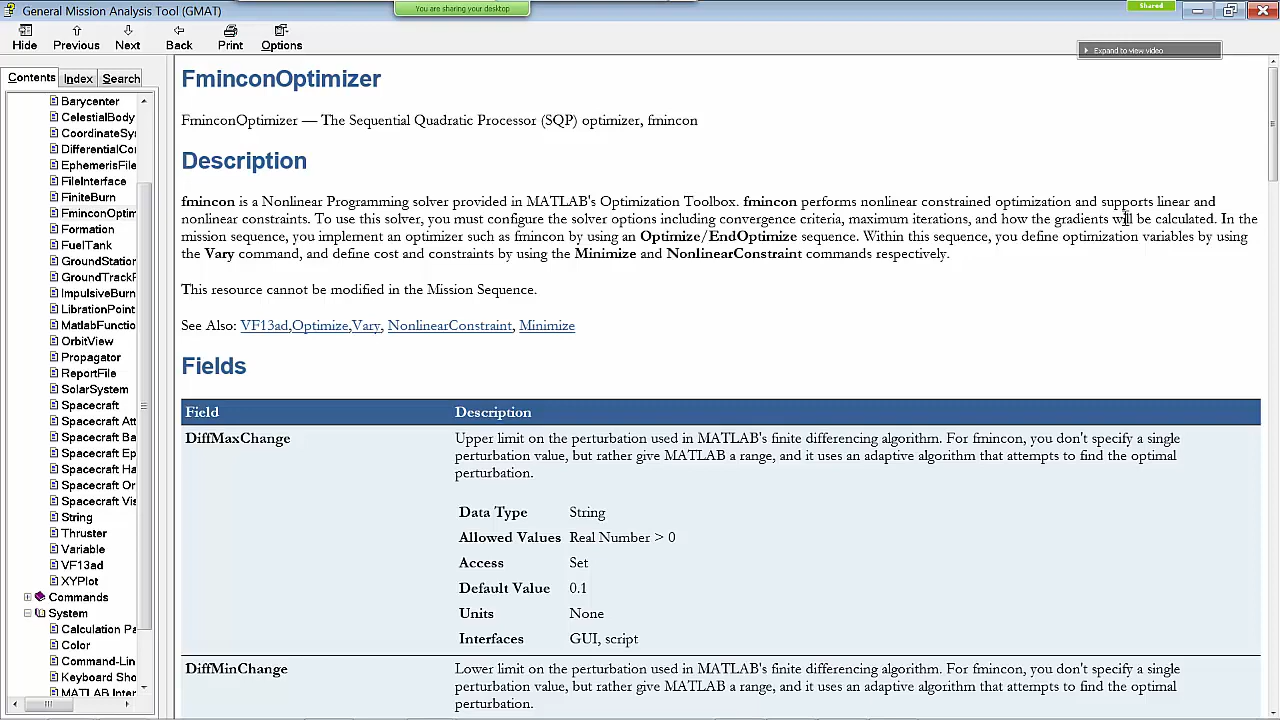 General Mission Analysis Tool (GMAT)
You are sharing your desktop
Shared
Hide Previous Next Back Print Options
Expand to view video
Contents Index Search
Barycenter
CelestialBody
CoordinateSy
DifferentialCo
EphemerisFile
FileInterface
FiniteBurn
FminconOptim
Formation
FuelTank
GroundStation
GroundTrack
ImpulsiveBurn
LibrationPoint
MatlabFunctio
OrbitView
Propagator
ReportFile
SolarSystem
Spacecraft
Spacecraft Att
Spacecraft Ba
Spacecraft Ep
Spacecraft Ha
Spacecraft Or
Spacecraft Vis
String
Thruster
Variable
VF13ad
XYPlot
Commands
System
Calculation Pa
Color
Command-Lin
Keyboard Sho
MATLAB Inter
FminconOptimizer
FminconOptimizer — The Sequential Quadratic Processor (SQP) optimizer, fmincon
Description
fmincon is a Nonlinear Programming solver provided in MATLAB's Optimization Toolbox. fmincon performs nonlinear constrained optimization and supports linear and
nonlinear constraints. To use this solver, you must configure the solver options including convergence criteria, maximum iterations, and how the gradients will be calculated. In the
mission sequence, you implement an optimizer such as fmincon by using an Optimize/EndOptimize sequence. Within this sequence, you define optimization variables by using
the Vary command, and define cost and constraints by using the Minimize and NonlinearConstraint commands respectively.
This resource cannot be modified in the Mission Sequence.
See Also: VF13ad,Optimize,Vary, NonlinearConstraint, Minimize
Fields
Field Description
DiffMaxChange Upper limit on the perturbation used in MATLAB's finite differencing algorithm. For fmincon, you don't specify a single
perturbation value, but rather give MATLAB a range, and it uses an adaptive algorithm that attempts to find the optimal
perturbation.
Data Type String
Allowed Values Real Number > 0
Access Set
Default Value 0.1
Units None
Interfaces GUI, script
DiffMinChange Lower limit on the perturbation used in MATLAB's finite differencing algorithm. For fmincon, you don't specify a single
perturbation value, but rather give MATLAB a range, and it uses an adaptive algorithm that attempts to find the optimal
perturbation.